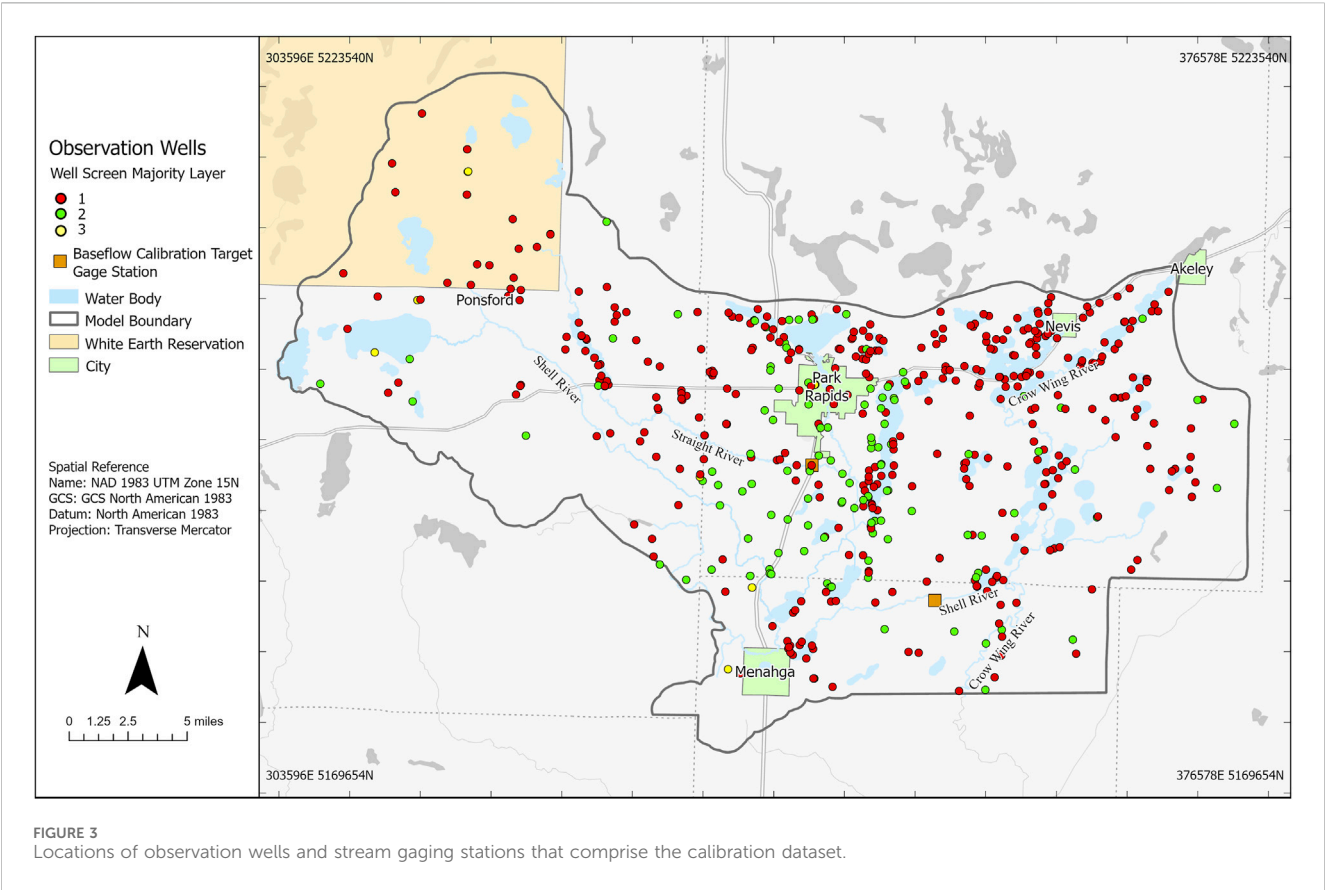 303596E 5223540N
376578E 5223540N
Observation Wells
Well Screen Majority Layer
1
2
3
Baseflow Calibration Target
Gage Station
Water Body
Model Boundary
White Earth Reservation
City
Spatial Reference
Name: NAD 1983 UTM Zone 15N
GCS: GCS North American 1983
Datum: North American 1983
Projection: Transverse Mercator
N
0 1.25 2.5 5 miles
Akeley
Ponsford
Nevis
Shell River
Park
Rapids
Crow Wing River
Straight River
Shell River
Crow Wing River
Menahga
303596E 5169654N
376578E 5169654N
FIGURE 3
Locations of observation wells and stream gaging stations that comprise the calibration dataset.